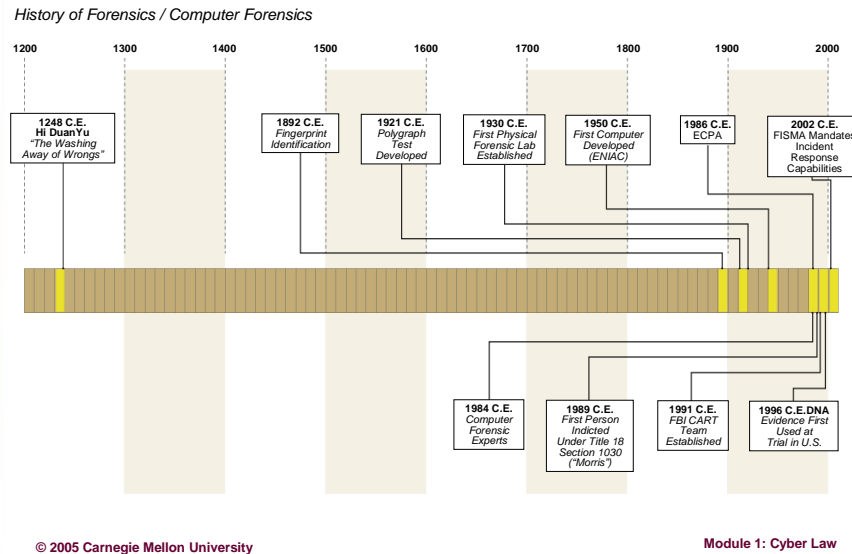 History of Forensics / Computer Forensics
1200 1300 1400 1500 1600 1700 1800 1900 2000
1248 C.E.
Hi DuanYu
"The Washing
Away of Wrongs"
1892 C.E.
Fingerprint
Identification
1921 C.E.
Polygraph
Test
Developed
1930 C.E.
First Physical
Forensic Lab
Established
1950 C.E.
First Computer
Developed
(ENIAC)
1986 C.E.
ECPA
2002 C.E.
FISMA Mandates
Incident
Response
Capabilities
1984 C.E.
Computer
Forensic
Experts
1989 C.E.
First Person
Indicted
Under Title 18
Section 1030
("Morris")
1991 C.E.
FBI CART
Team
Established
1996 C.E.DNA
Evidence First
Used at
Trial in U.S.
© 2005 Carnegie Mellon University
Module 1: Cyber Law